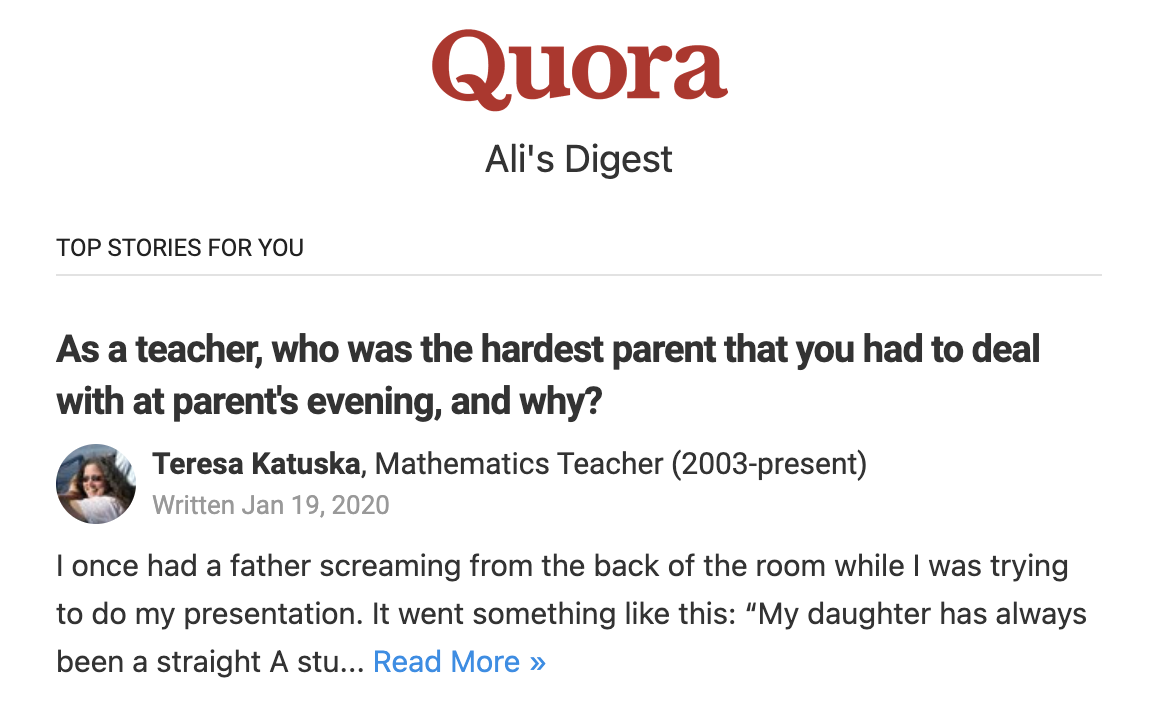 Quora
Ali's Digest
TOP STORIES FOR YOU
As a teacher, who was the hardest parent that you had to deal
with at parent's evening, and why?
Teresa Katuska, Mathematics Teacher (2003-present)
Written Jan 19, 2020
I once had a father screaming from the back of the room while I was trying
to do my presentation. It went something like this: “My daughter has always
been a straight A stu... Read More »